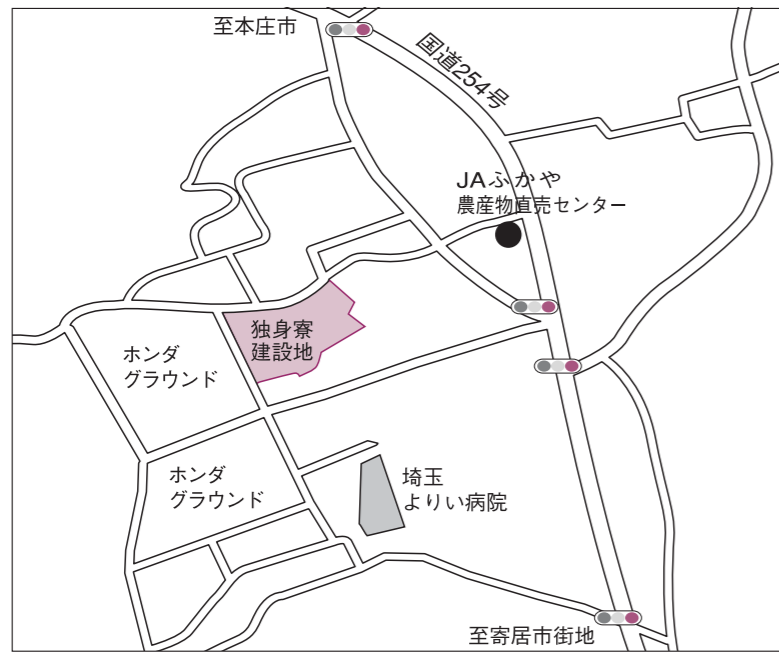 至本庄市
国道254号
JAふかや
農産物直売センター
独身寮
建設地
ホンダ
グラウンド
ホンダ
グラウンド
埼玉
よりい病院
至寄居市街地